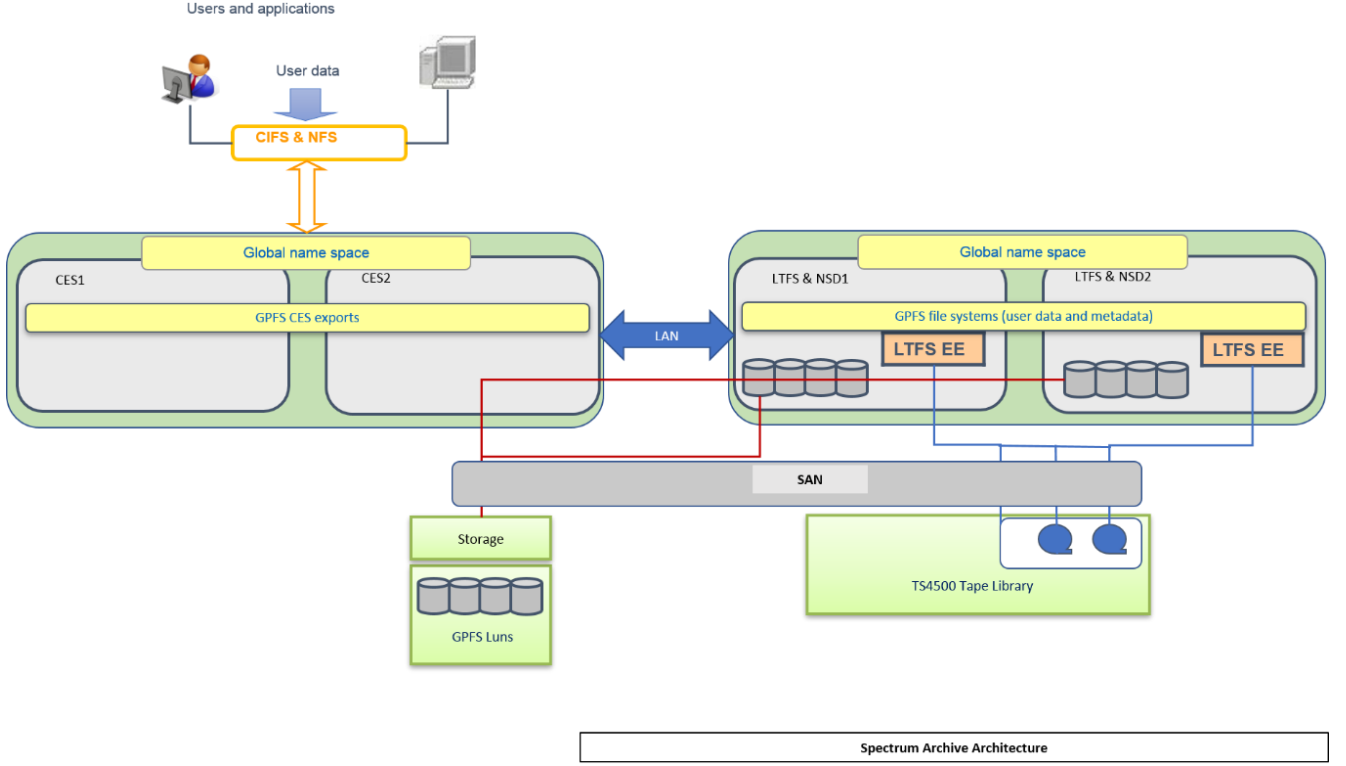 Users and applications
User data
CIFS & NFS
Global name space
CES1
CES2
GPFS CES exports
LAN
Global name space
LTFS & NSD1
LTFS & NSD2
GPFS file systems (user data and metadata)
LTFS EE
LTFS EE
SAN
Storage
GPFS Luns
TS4500 Tape Library
Spectrum Archive Architecture